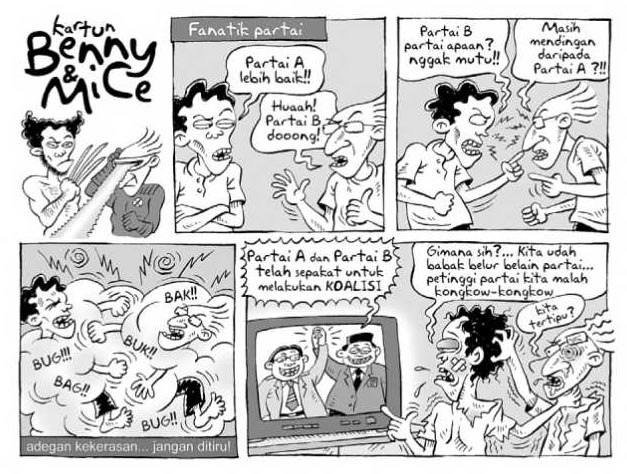 kartun
Benny
&
MiCe
Fanatik partai
Partai A
lebih baik!!
Huaah!
Partai B
dooong!
Partai B
partai apaan?
nggak mutu!!
Masih
mendingan
daripada
Partai A ?!!
BAK!!
BUG!!!
BUK!!
BAG!!
BUG!!
adegan kekerasan... jangan ditiru!
Partai A dan Partai B
telah sepakat untuk
melakukan KOALISI
Gimana sih?... Kita udah
babak belur belain partai...
petinggi partai kita malah
kongkow-kongkow
kita
tertipu?